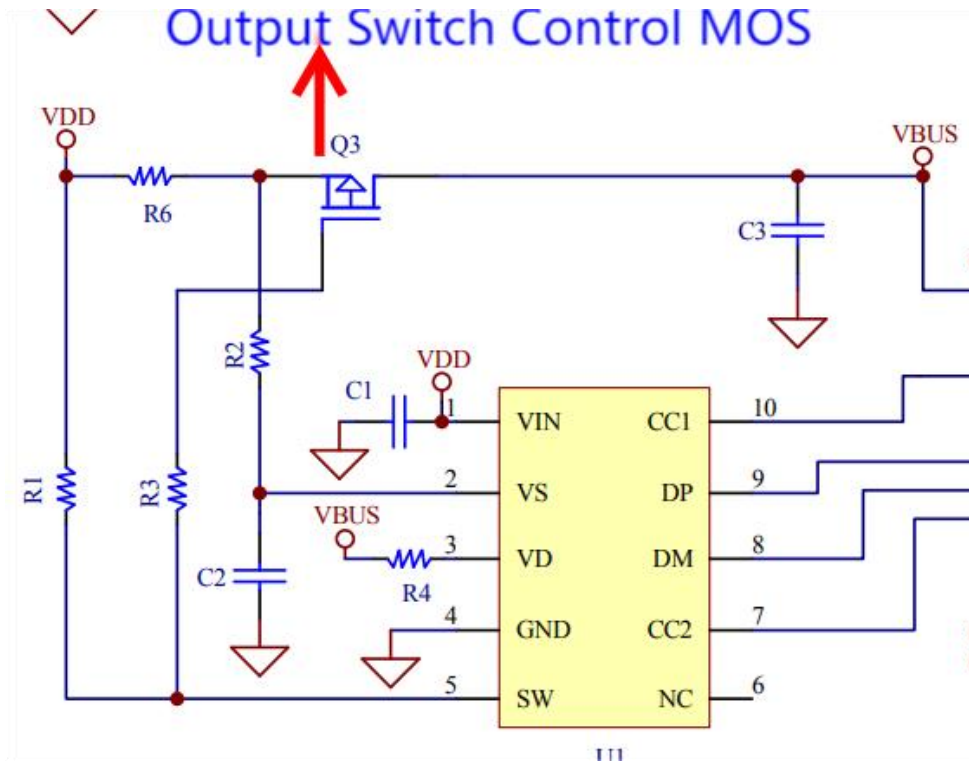 Output Switch Control MOS
VDD
Q3
VBUS
R6
C3
R2
VDD
C1
1
VIN
CC1
10
R1
R3
2
VS
DP
9
VBUS
3
VD
DM
8
C2
R4
4
GND
CC2
7
5
SW
NC
6
U1